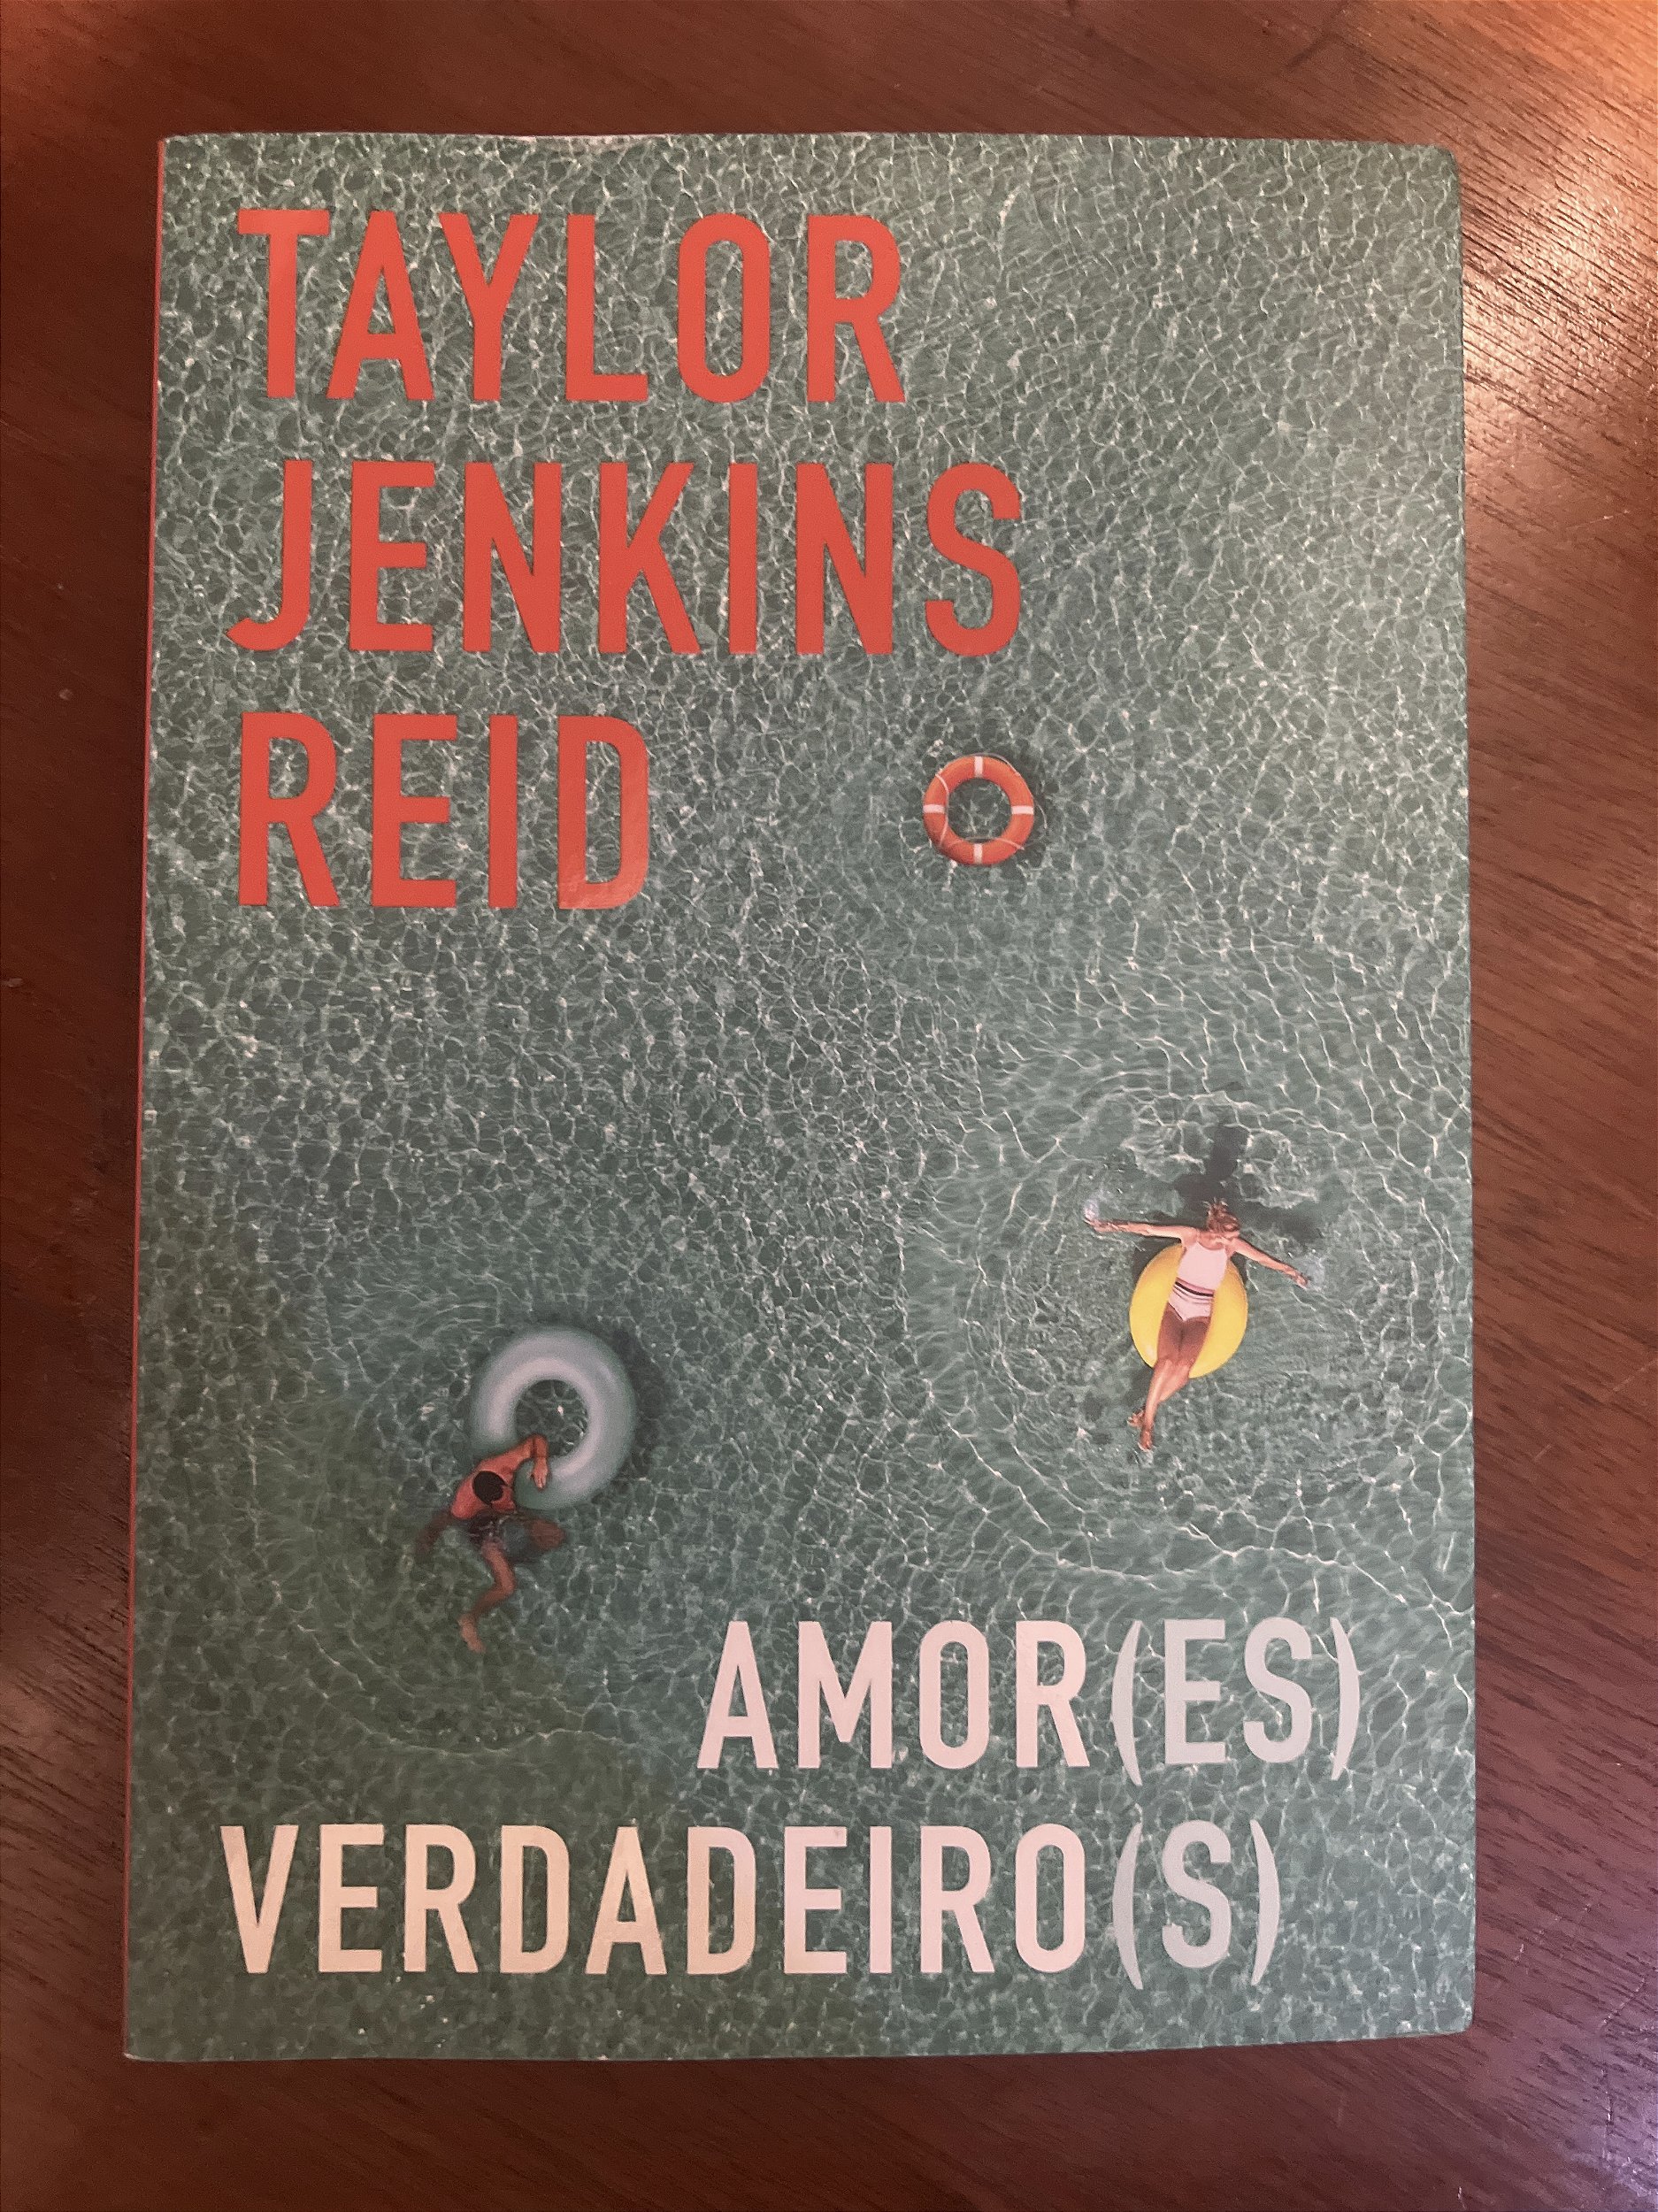 TAYLOR
JENKINS
REID
AMOR(ES)
VERDADEIRO(S)